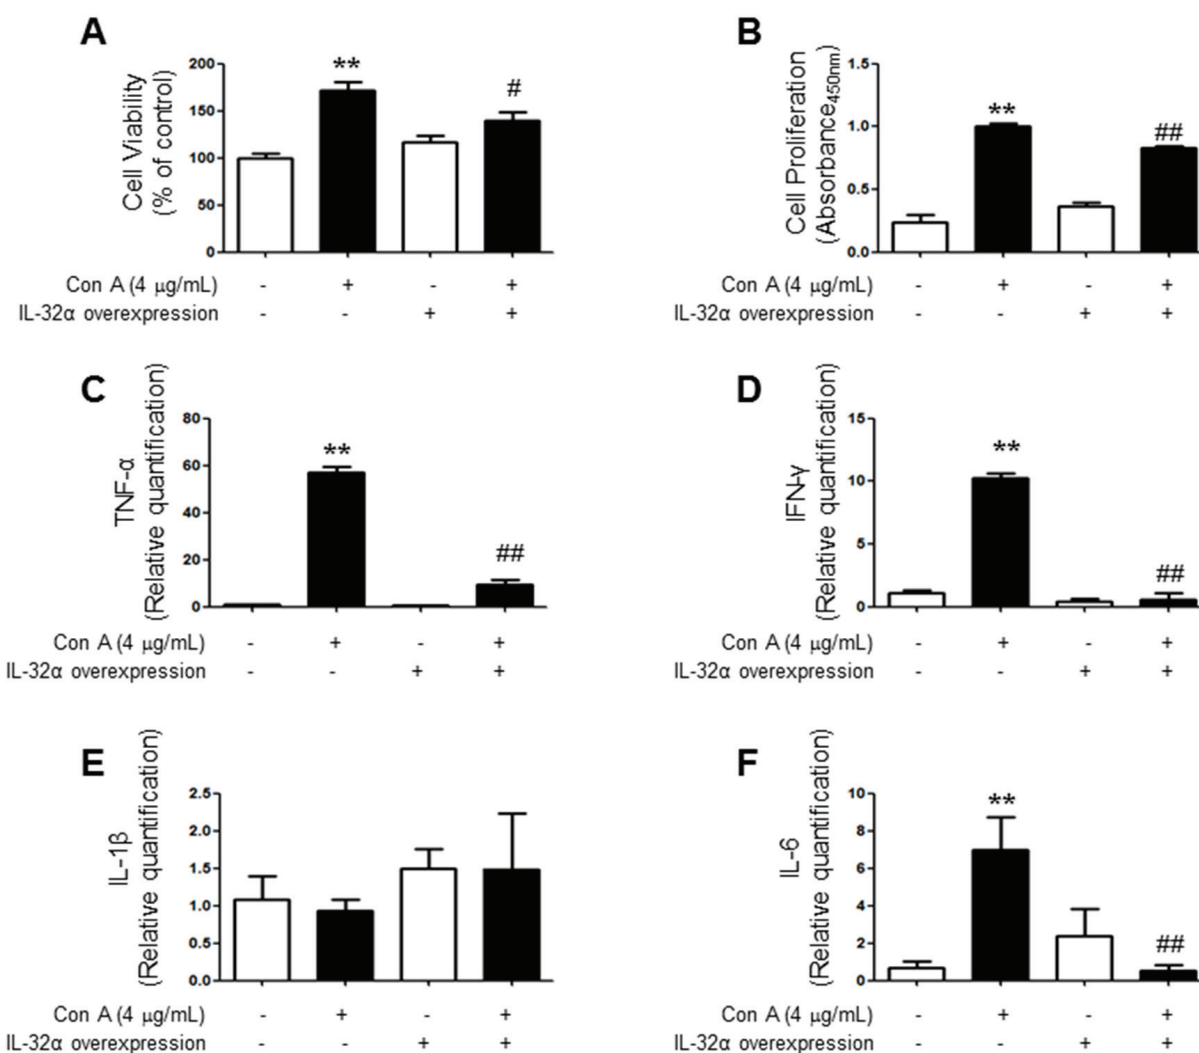 A
Cell Viability
(% of control)
200
150
100
50
0
**
#
Con A (4 μg/mL) - + - +
IL-32α overexpression - - + +
B
Cell Proliferation
(Absorbance450nm)
1.5
1.0
0.5
0.0
**
##
Con A (4 μg/mL) - + - +
IL-32α overexpression - - + +
C
TNF-α
(Relative quantification)
80
60
40
20
0
**
##
Con A (4 μg/mL) - + - +
IL-32α overexpression - - + +
D
IFN-γ
(Relative quantification)
15
10
5
0
**
##
Con A (4 μg/mL) - + - +
IL-32α overexpression - - + +
E
IL-1β
(Relative quantification)
2.5
2.0
1.5
1.0
0.5
0.0
Con A (4 μg/mL) - + - +
IL-32α overexpression - - + +
F
IL-6
(Relative quantification)
10
8
6
4
2
0
**
##
Con A (4 μg/mL) - + - +
IL-32α overexpression - - + +